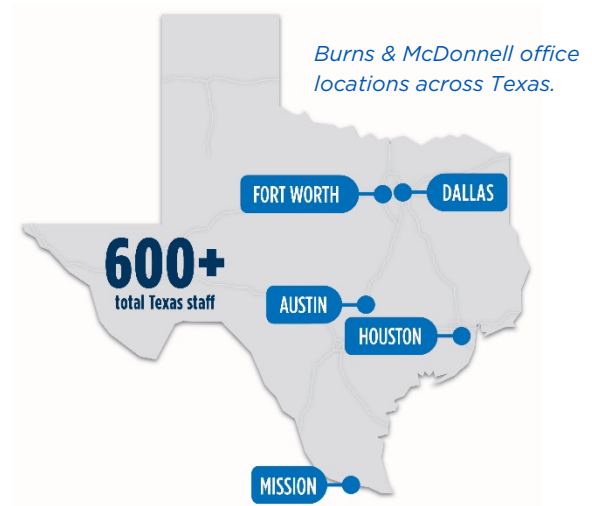 Burns & McDonnell office
locations across Texas.
FORT WORTH
DALLAS
600+
total Texas staff
AUSTIN
HOUSTON
MISSION